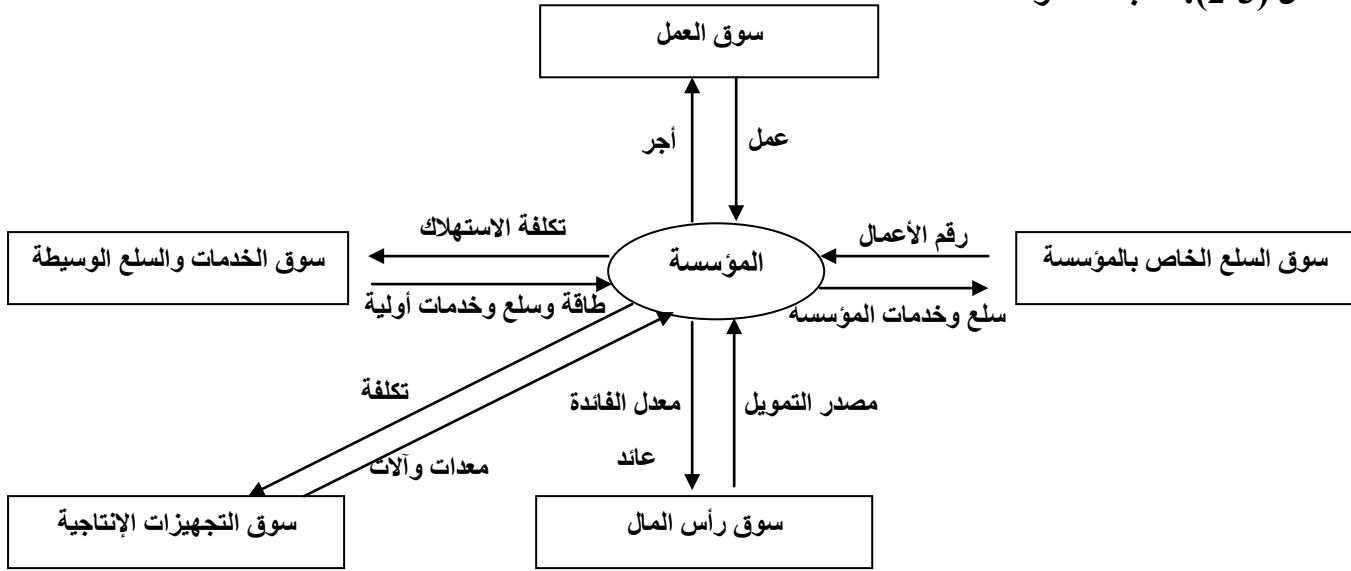 (2-3):
سوق العمل
أجر
عمل
تكلفة الاستهلاك
رقم الأعمال
سوق الخدمات والسلع الوسيطة
المؤسسة
سوق السلع الخاص بالمؤسسة
طاقة وسلع وخدمات أولية
سلع وخدمات المؤسسة
تكلفة
معدل الفائدة
مصدر التمويل
عائد
معدات وآلات
سوق التجهيزات الإنتاجية
سوق رأس المال